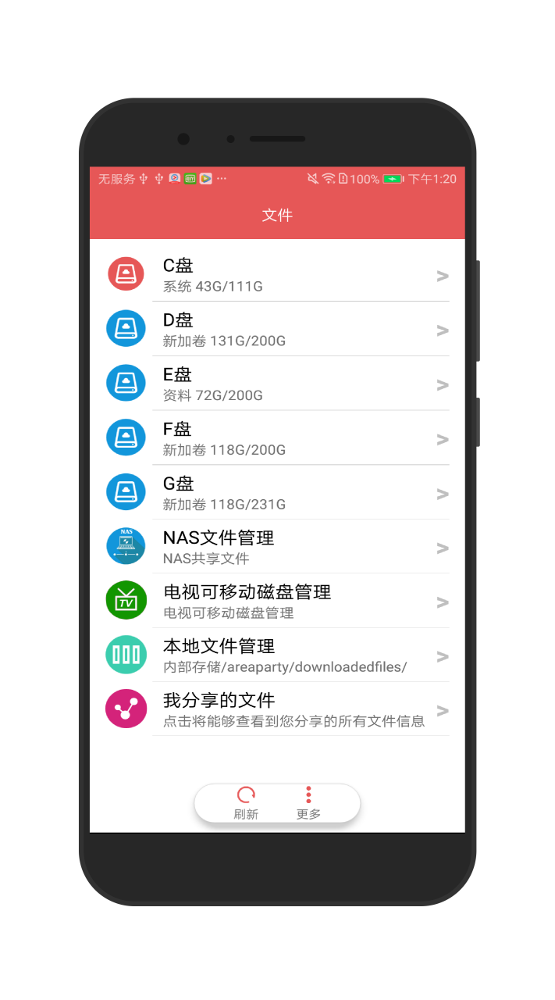 无服务 ··· 100% 下午1:20
文件
C盘
系统 43G/111G
>
D盘
新加卷 131G/200G
>
E盘
资料 72G/200G
>
F盘
新加卷 118G/200G
>
G盘
新加卷 118G/231G
>
NAS
NAS文件管理
NAS共享文件
>
TV
电视可移动磁盘管理
电视可移动磁盘管理
>
本地文件管理
内部存储/areaparty/downloadedfiles/
>
我分享的文件
点击将能够查看到您分享的所有文件信息
>
刷新 更多